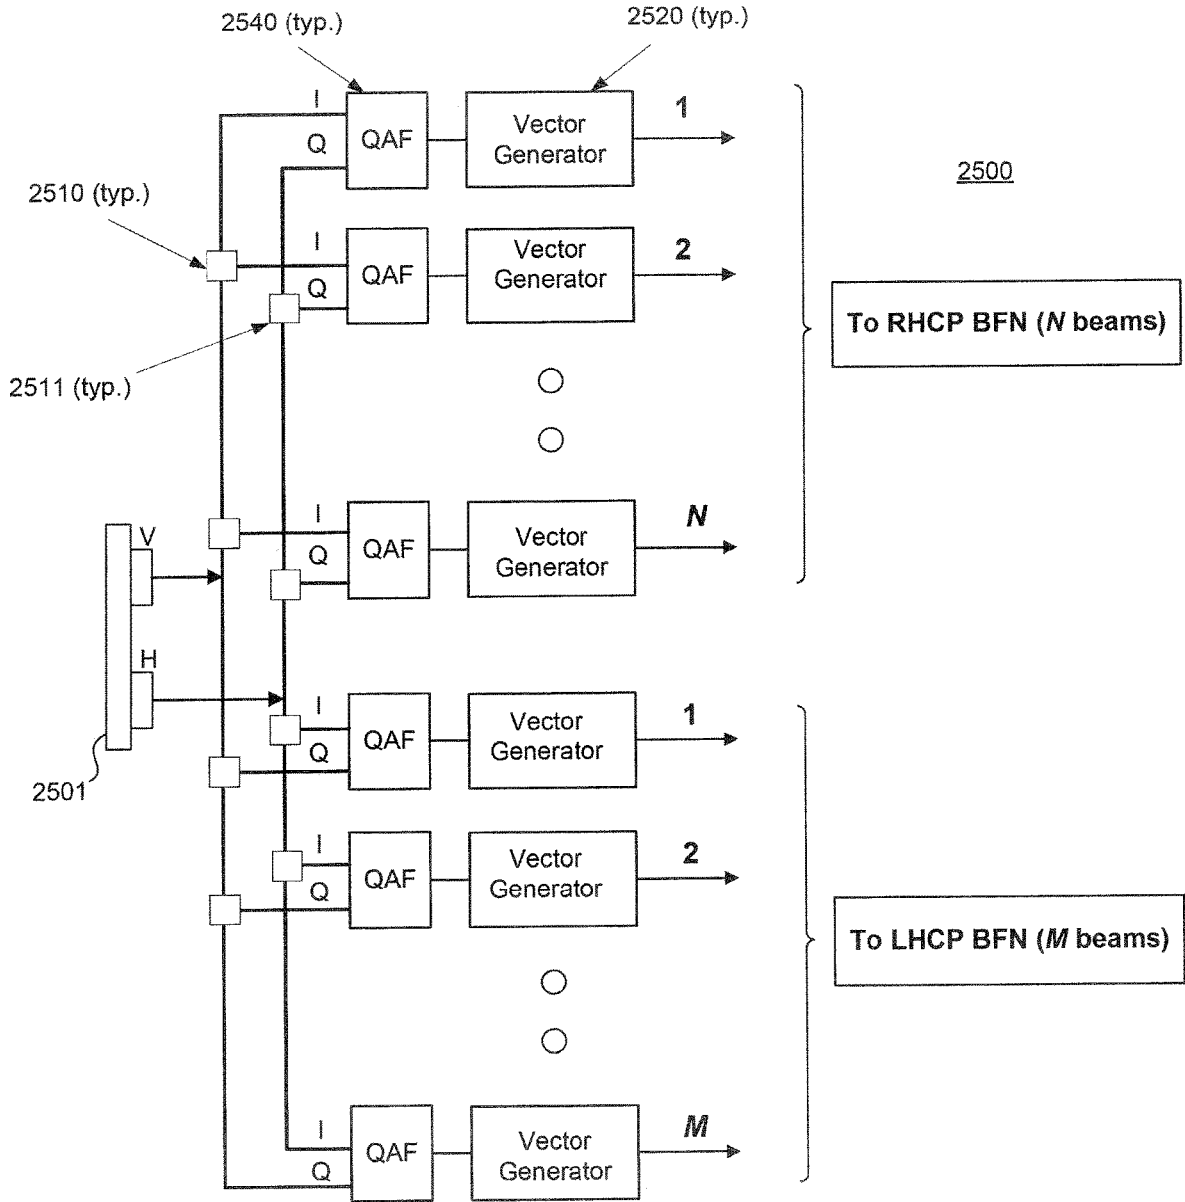 2540 (typ.)
2520 (typ.)
I
Q
QAF
Vector
Generator
1
2500
2510 (typ.)
I
Q
QAF
Vector
Generator
2
To RHCP BFN (N beams)
2511 (typ.)
I
Q
QAF
Vector
Generator
N
V
H
2501
I
Q
QAF
Vector
Generator
1
I
Q
QAF
Vector
Generator
2
To LHCP BFN (M beams)
I
Q
QAF
Vector
Generator
M